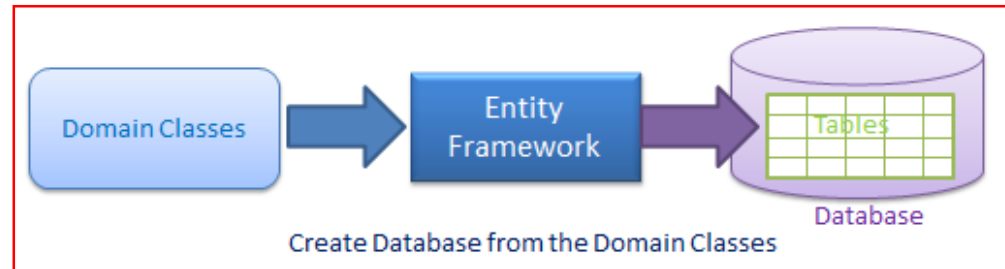 Domain Classes
Entity
Framework
Tables
Database
Create Database from the Domain Classes